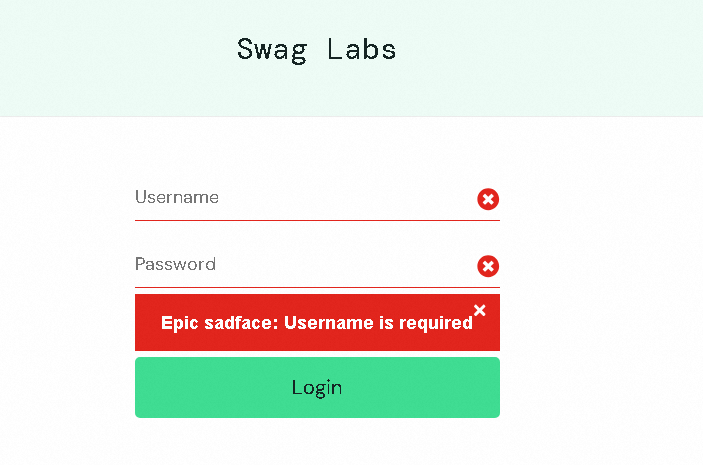 Swag Labs
Username
Password
Epic sadface: Username is required
Login